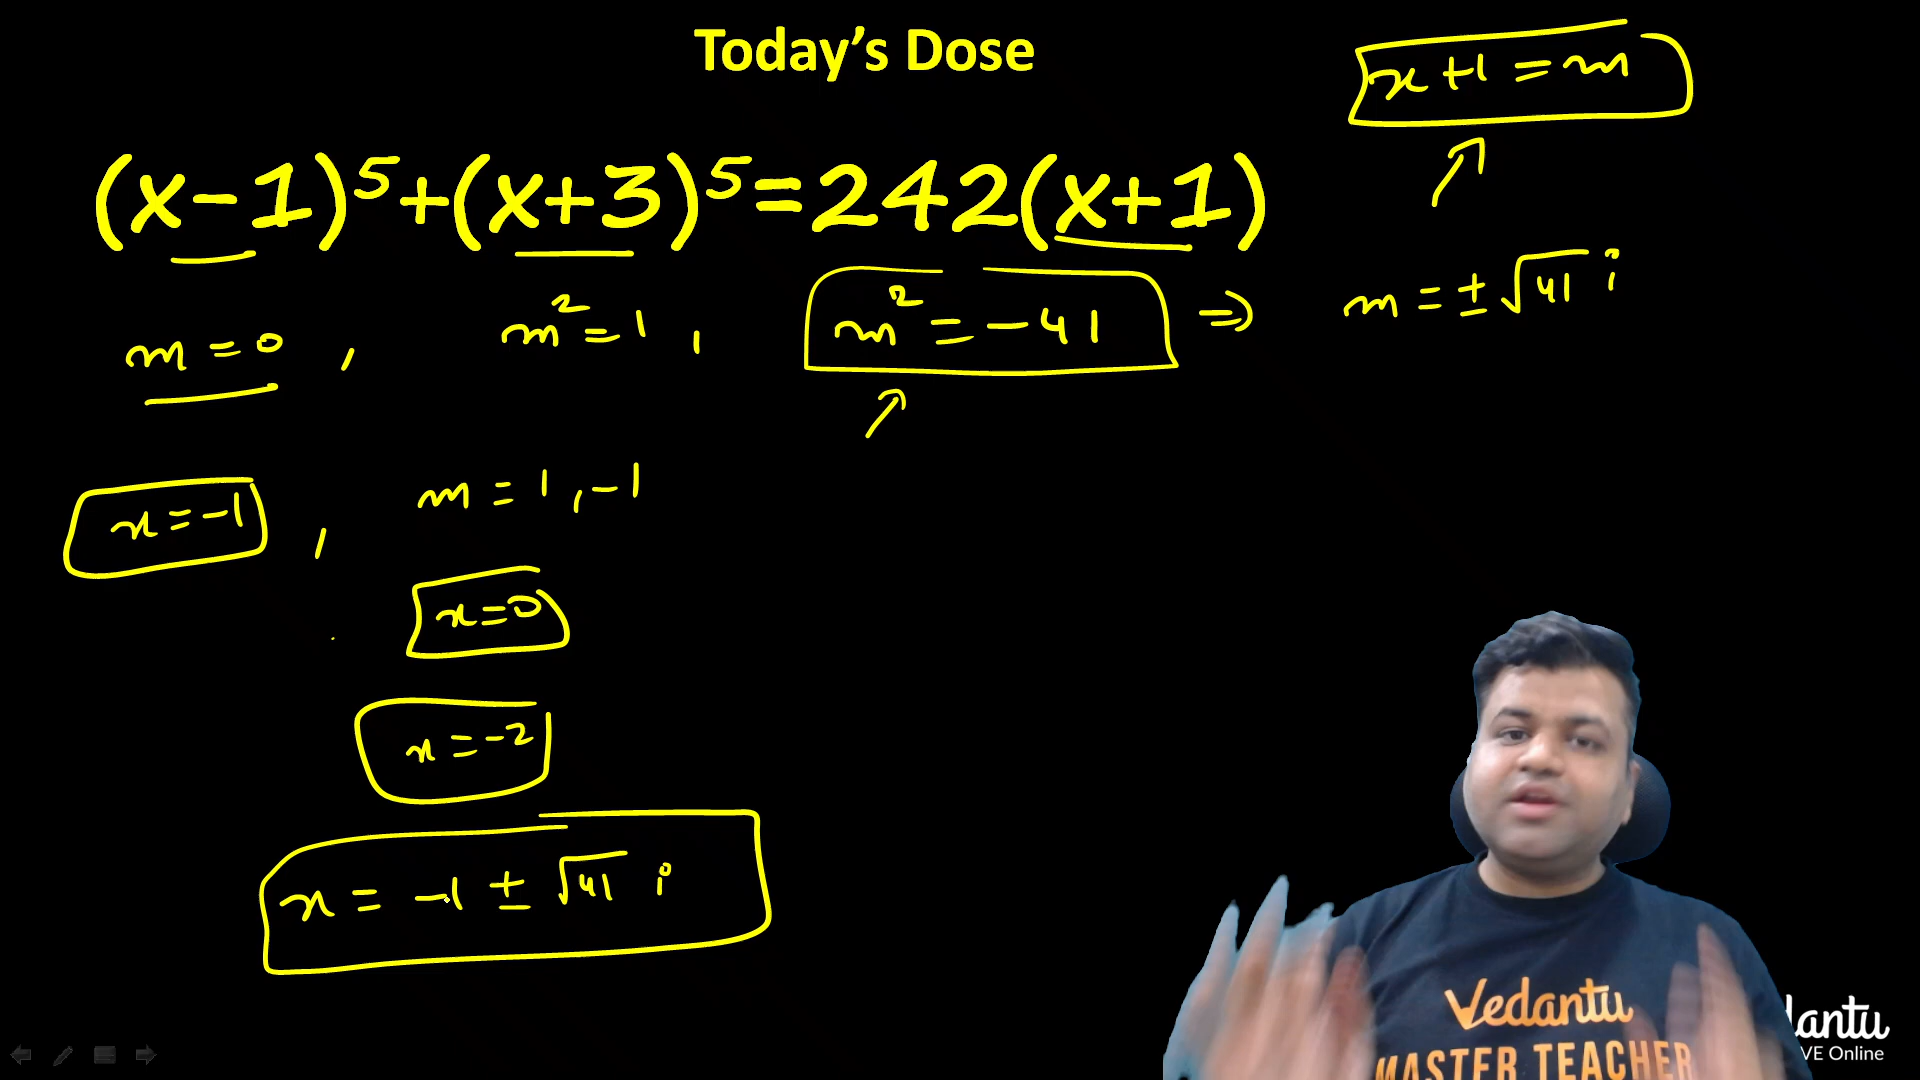 Today's Dose
x+1=m
(x-1)⁵+(x+3)⁵=242(x+1)
m=0, m²=1, m²=-41 ⇒ m=±√41 i
x=-1, m=1,-1
x=0
x=-2
x=-1±√41 i
Vedantu
MASTER TEACHER
dantu
VE Online